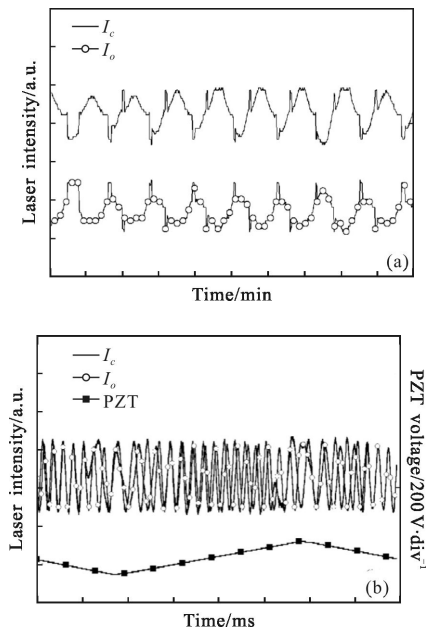 I_c
I_o
Laser intensity/a.u.
(a)
Time/min
I_c
I_o
PZT
Laser intensity/a.u.
PZT voltage/200 V·div⁻¹
(b)
Time/ms